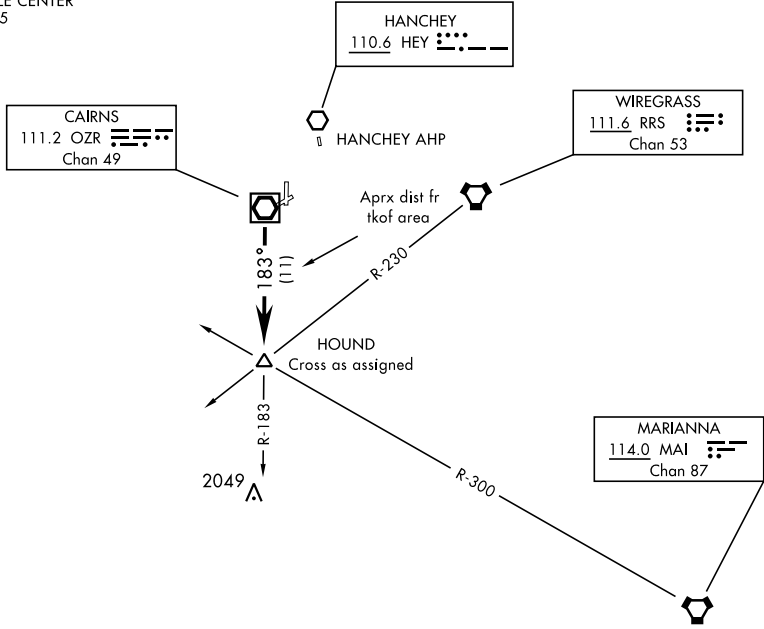 LE CENTER
5
HANCHEY
110.6 HEY
CAIRNS
111.2 OZR
Chan 49
WIREGRASS
111.6 RRS
Chan 53
HANCHEY AHP
Aprx dist fr
tkof area
183°
(11)
R-230
HOUND
Cross as assigned
R-183
2049
R-300
MARIANNA
114.0 MAI
Chan 87